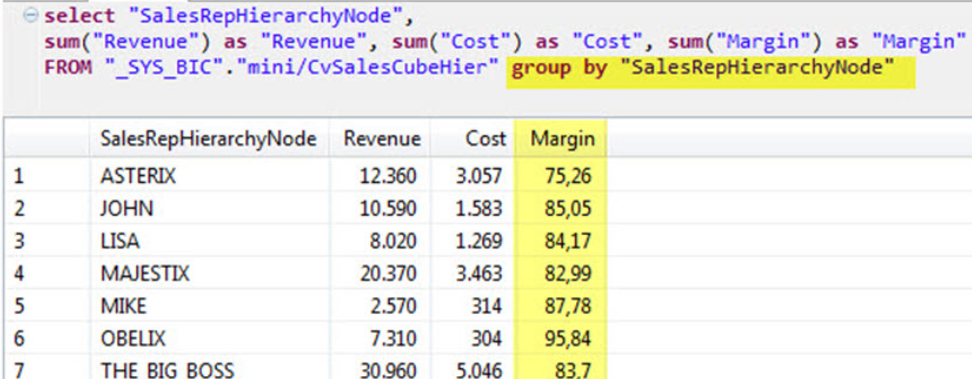 select "SalesRepHierarchyNode",
sum("Revenue") as "Revenue", sum("Cost") as "Cost", sum("Margin") as "Margin"
FROM "_SYS_BIC"."mini/CvSalesCubeHier" group by "SalesRepHierarchyNode"
SalesRepHierarchyNode Revenue Cost Margin
1 ASTERIX 12.360 3.057 75,26
2 JOHN 10.590 1.583 85,05
3 LISA 8.020 1.269 84,17
4 MAJESTIX 20.370 3.463 82,99
5 MIKE 2.570 314 87,78
6 OBELIX 7.310 304 95,84
7 THE BIG BOSS 30.960 5.046 83,7